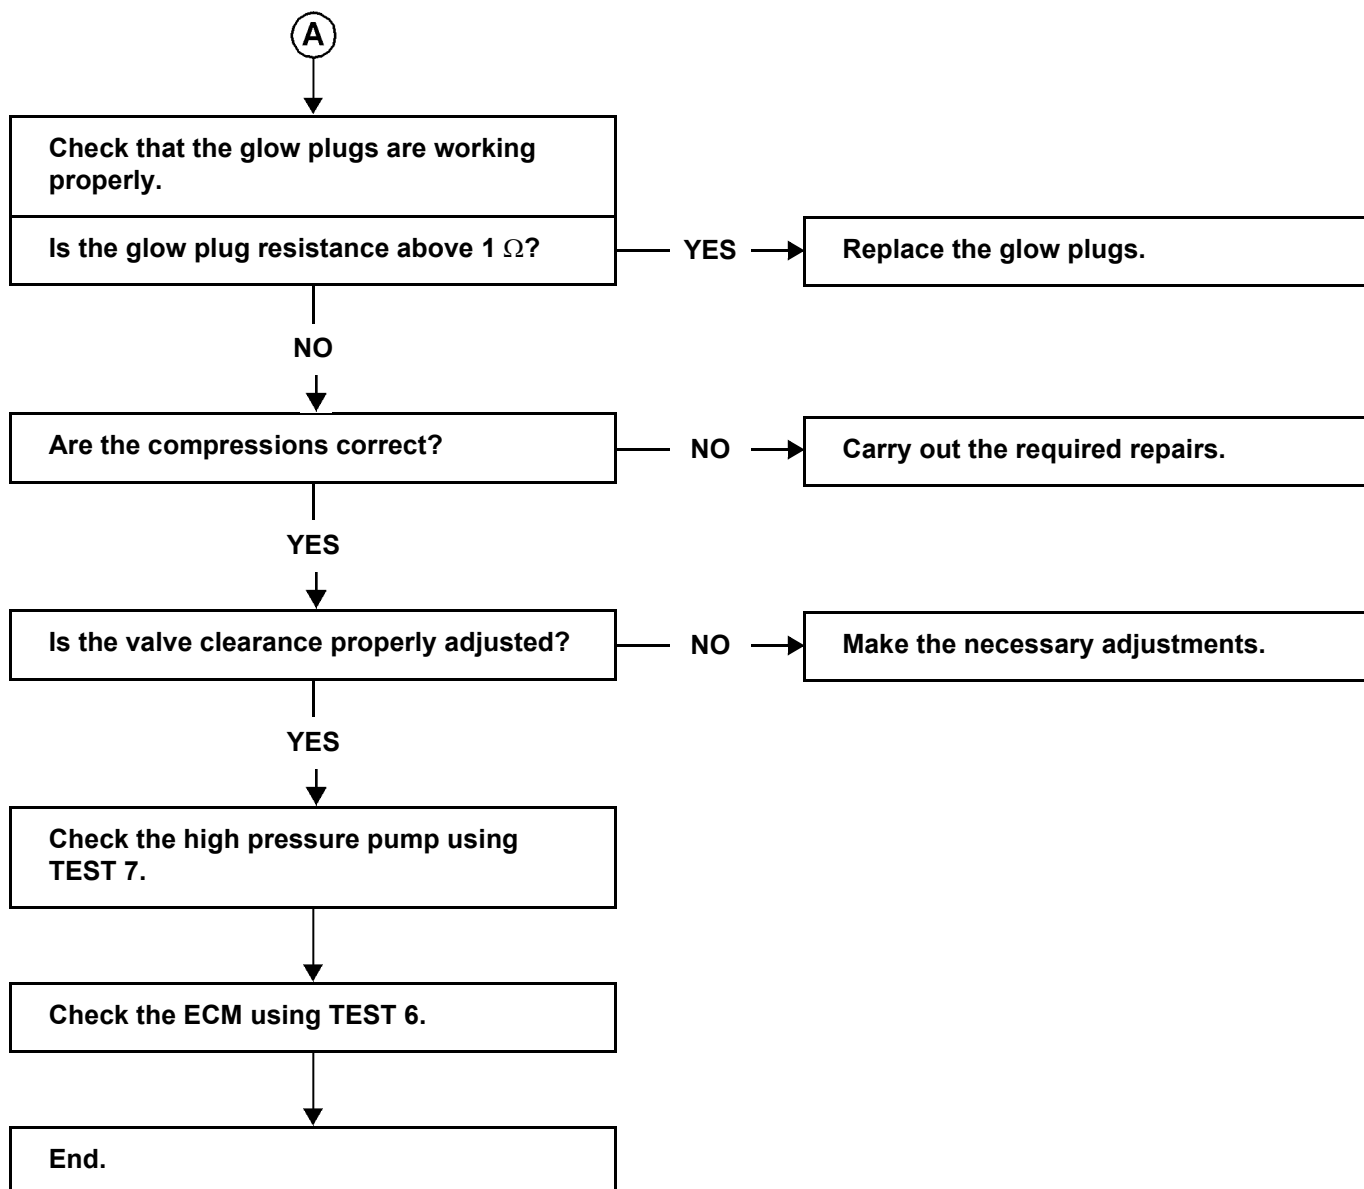 A
Check that the glow plugs are working
properly.
Is the glow plug resistance above 1 Ω?
YES
Replace the glow plugs.
NO
Are the compressions correct?
NO
Carry out the required repairs.
YES
Is the valve clearance properly adjusted?
NO
Make the necessary adjustments.
YES
Check the high pressure pump using
TEST 7.
Check the ECM using TEST 6.
End.